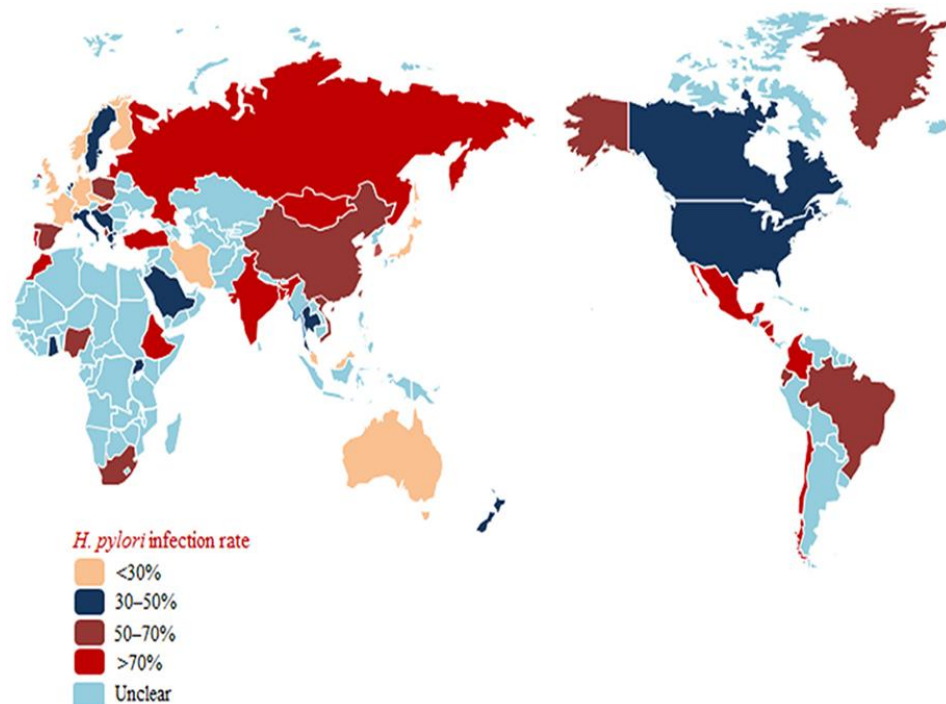 H. pylori infection rate
<30%
30–50%
50–70%
>70%
Unclear